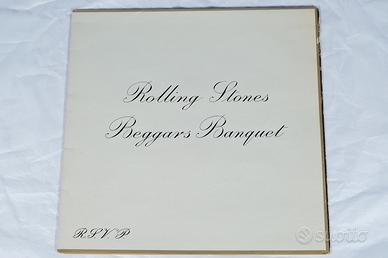 Rolling Stones
Beggars Banquet
R.S.V.P.
subito